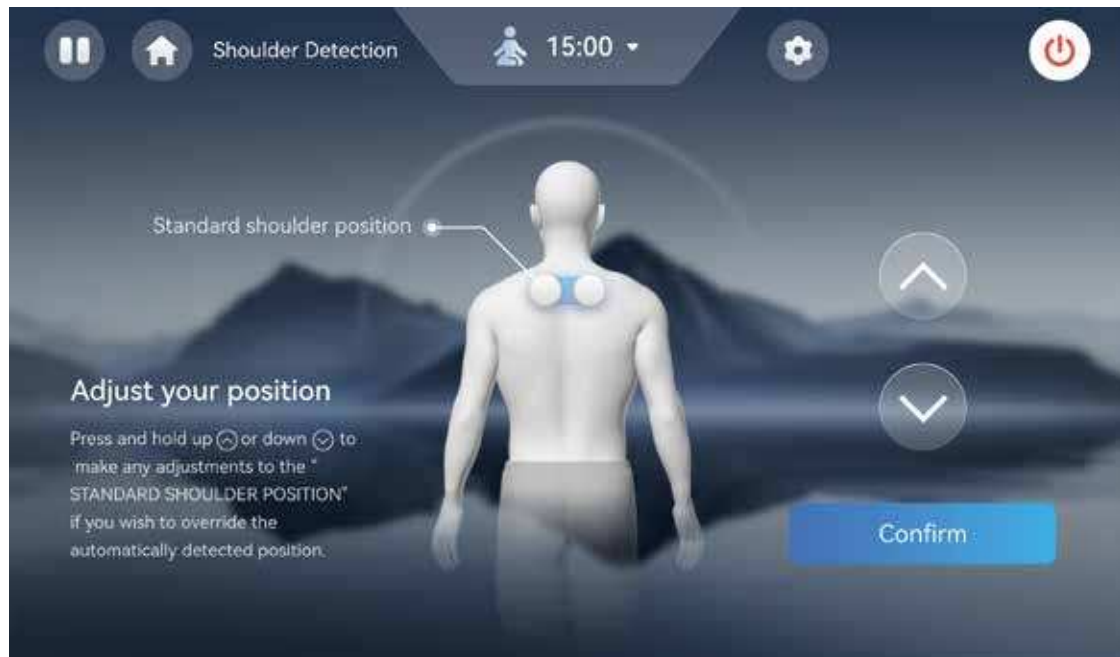 Shoulder Detection
15:00
Standard shoulder position
Adjust your position
Press and hold up or down to
make any adjustments to the "
STANDARD SHOULDER POSITION"
if you wish to override the
automatically detected position.
Confirm